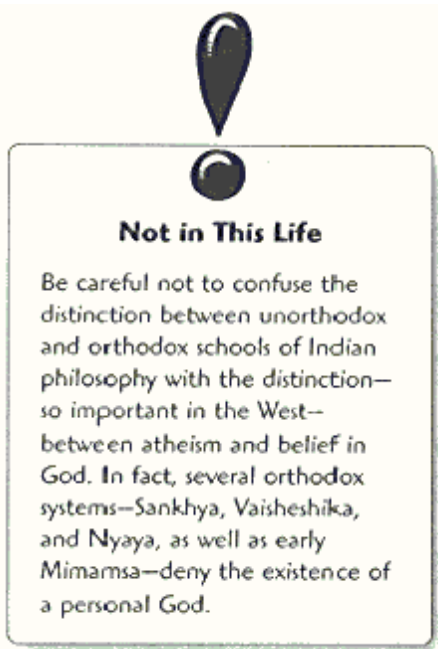 Not in This Life
Be careful not to confuse the
distinction between unorthodox
and orthodox schools of Indian
philosophy with the distinction—
so important in the West—
between atheism and belief in
God. In fact, several orthodox
systems—Sankhya, Vaisheshika,
and Nyaya, as well as early
Mimamsa—deny the existence of
a personal God.